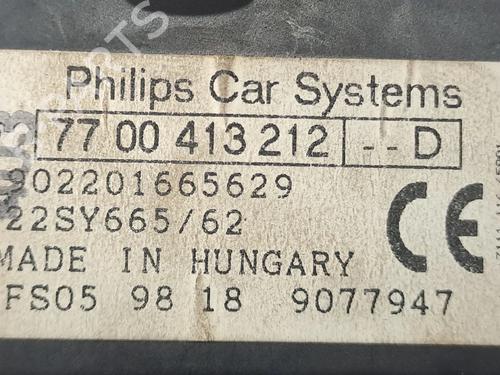 Philips Car Systems
77 00 413 212 --D
902201665629
22SY665/62
MADE IN HUNGARY
FS05 98 18 9077947
CE